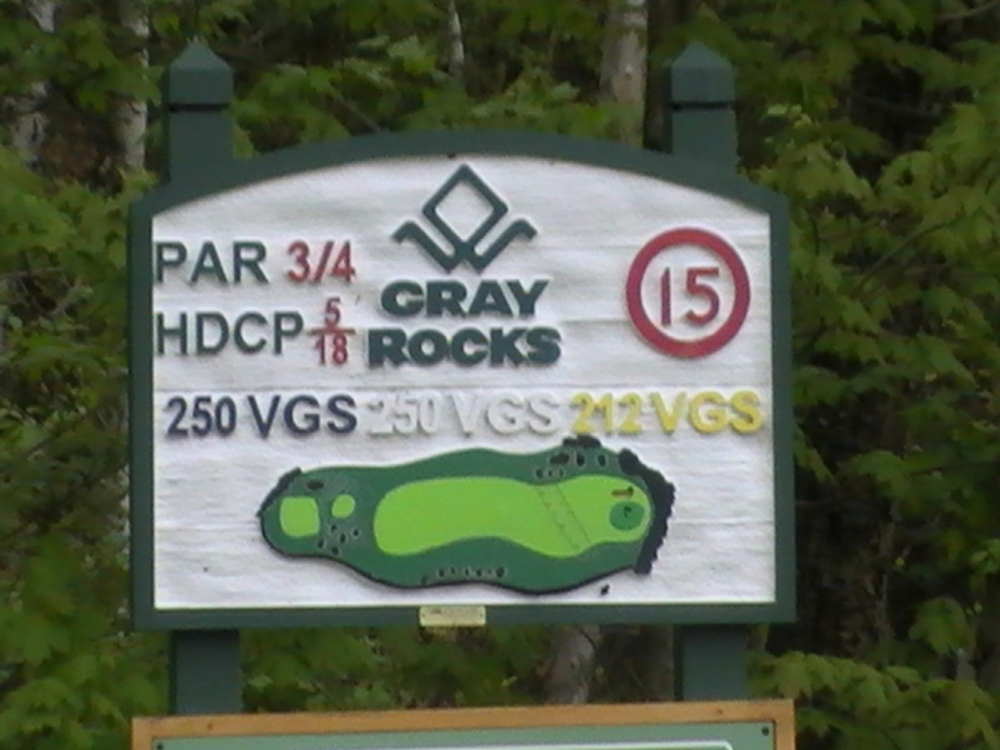 PAR 3/4
HDCP 5/18
GRAY
ROCKS
15
250 VGS 250 VGS 212 VGS